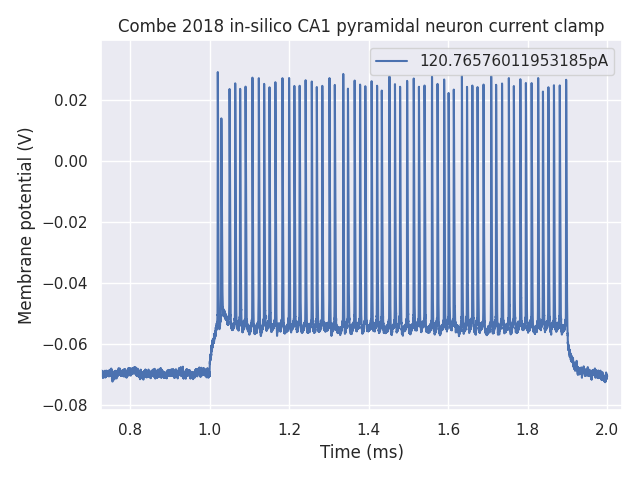 Combe 2018 in-silico CA1 pyramidal neuron current clamp
120.76576011953185pA
Membrane potential (V)
0.02
0.00
−0.02
−0.04
−0.06
−0.08
0.8 1.0 1.2 1.4 1.6 1.8 2.0
Time (ms)